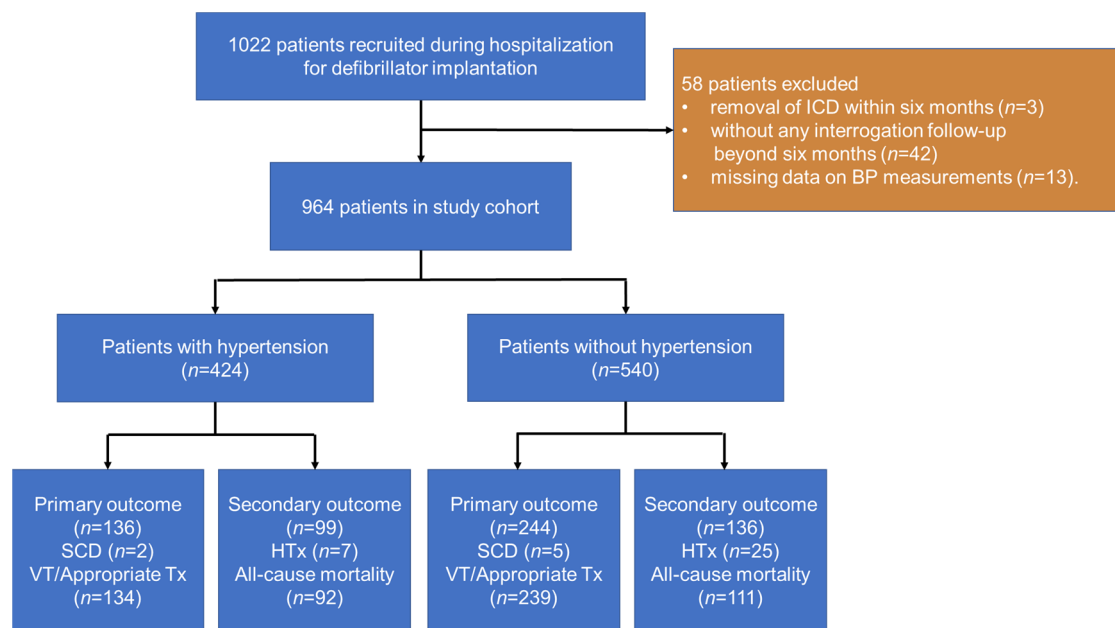 1022 patients recruited during hospitalization
for defibrillator implantation
58 patients excluded
• removal of ICD within six months (n=3)
• without any interrogation follow-up
beyond six months (n=42)
• missing data on BP measurements (n=13).
964 patients in study cohort
Patients with hypertension
(n=424)
Patients without hypertension
(n=540)
Primary outcome
(n=136)
SCD (n=2)
VT/Appropriate Tx
(n=134)
Secondary outcome
(n=99)
HTx (n=7)
All-cause mortality
(n=92)
Primary outcome
(n=244)
SCD (n=5)
VT/Appropriate Tx
(n=239)
Secondary outcome
(n=136)
HTx (n=25)
All-cause mortality
(n=111)